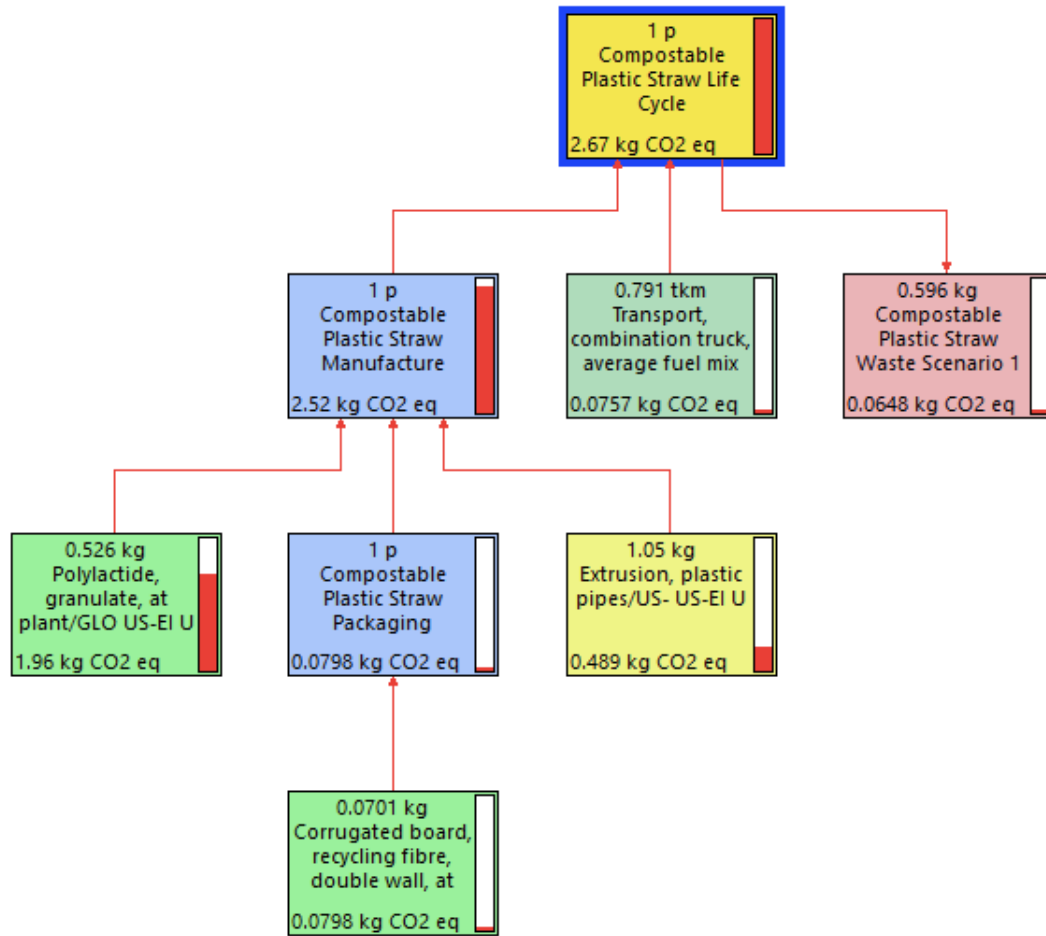 1 p
Compostable
Plastic Straw Life
Cycle
2.67 kg CO2 eq
1 p
Compostable
Plastic Straw
Manufacture
2.52 kg CO2 eq
0.791 tkm
Transport,
combination truck,
average fuel mix
0.0757 kg CO2 eq
0.596 kg
Compostable
Plastic Straw
Waste Scenario 1
0.0648 kg CO2 eq
0.526 kg
Polylactide,
granulate, at
plant/GLO US-EI U
1.96 kg CO2 eq
1 p
Compostable
Plastic Straw
Packaging
0.0798 kg CO2 eq
1.05 kg
Extrusion, plastic
pipes/US- US-EI U
0.489 kg CO2 eq
0.0701 kg
Corrugated board,
recycling fibre,
double wall, at
0.0798 kg CO2 eq